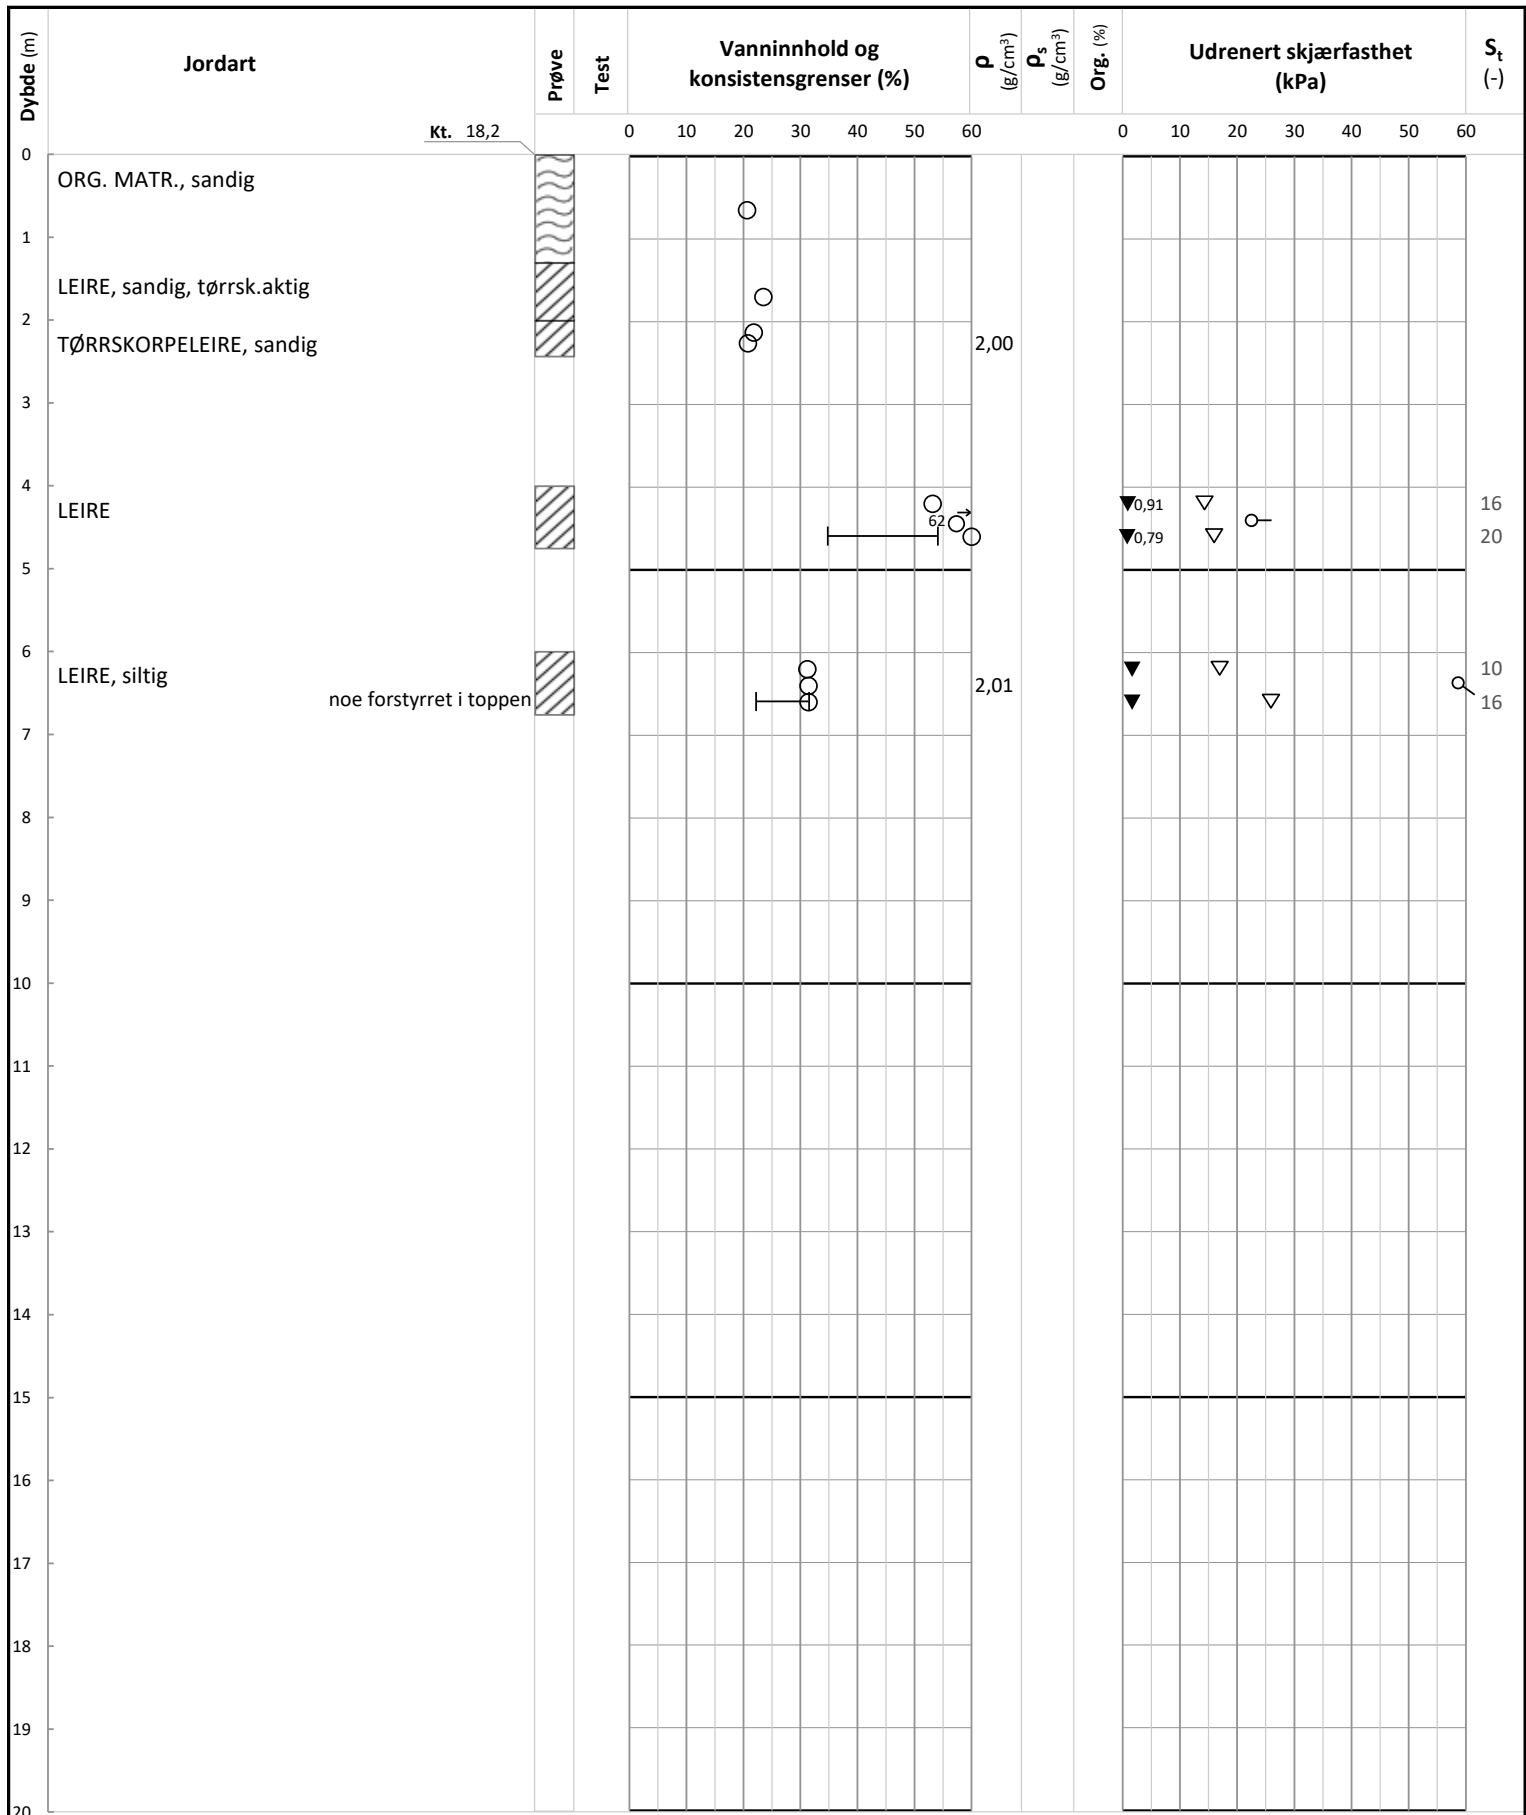 Dybde (m)
Jordart
Prøve
Test
Vanninnhold og
konsistensgrenser (%)
ρ
(g/cm³)
ρs
(g/cm³)
Org. (%)
Udrenert skjærfasthet
(kPa)
St
(-)
Kt. 18,2
0 10 20 30 40 50 60
0 10 20 30 40 50 60
0
ORG. MATR., sandig
1
LEIRE, sandig, tørrsk.aktig
2
TØRRSKORPELEIRE, sandig
2,00
3
4
LEIRE
62
0,91
16
0,79
20
5
6
LEIRE, siltig
10
noe forstyrret i toppen
2,01
16
7
8
9
10
11
12
13
14
15
16
17
18
19
20